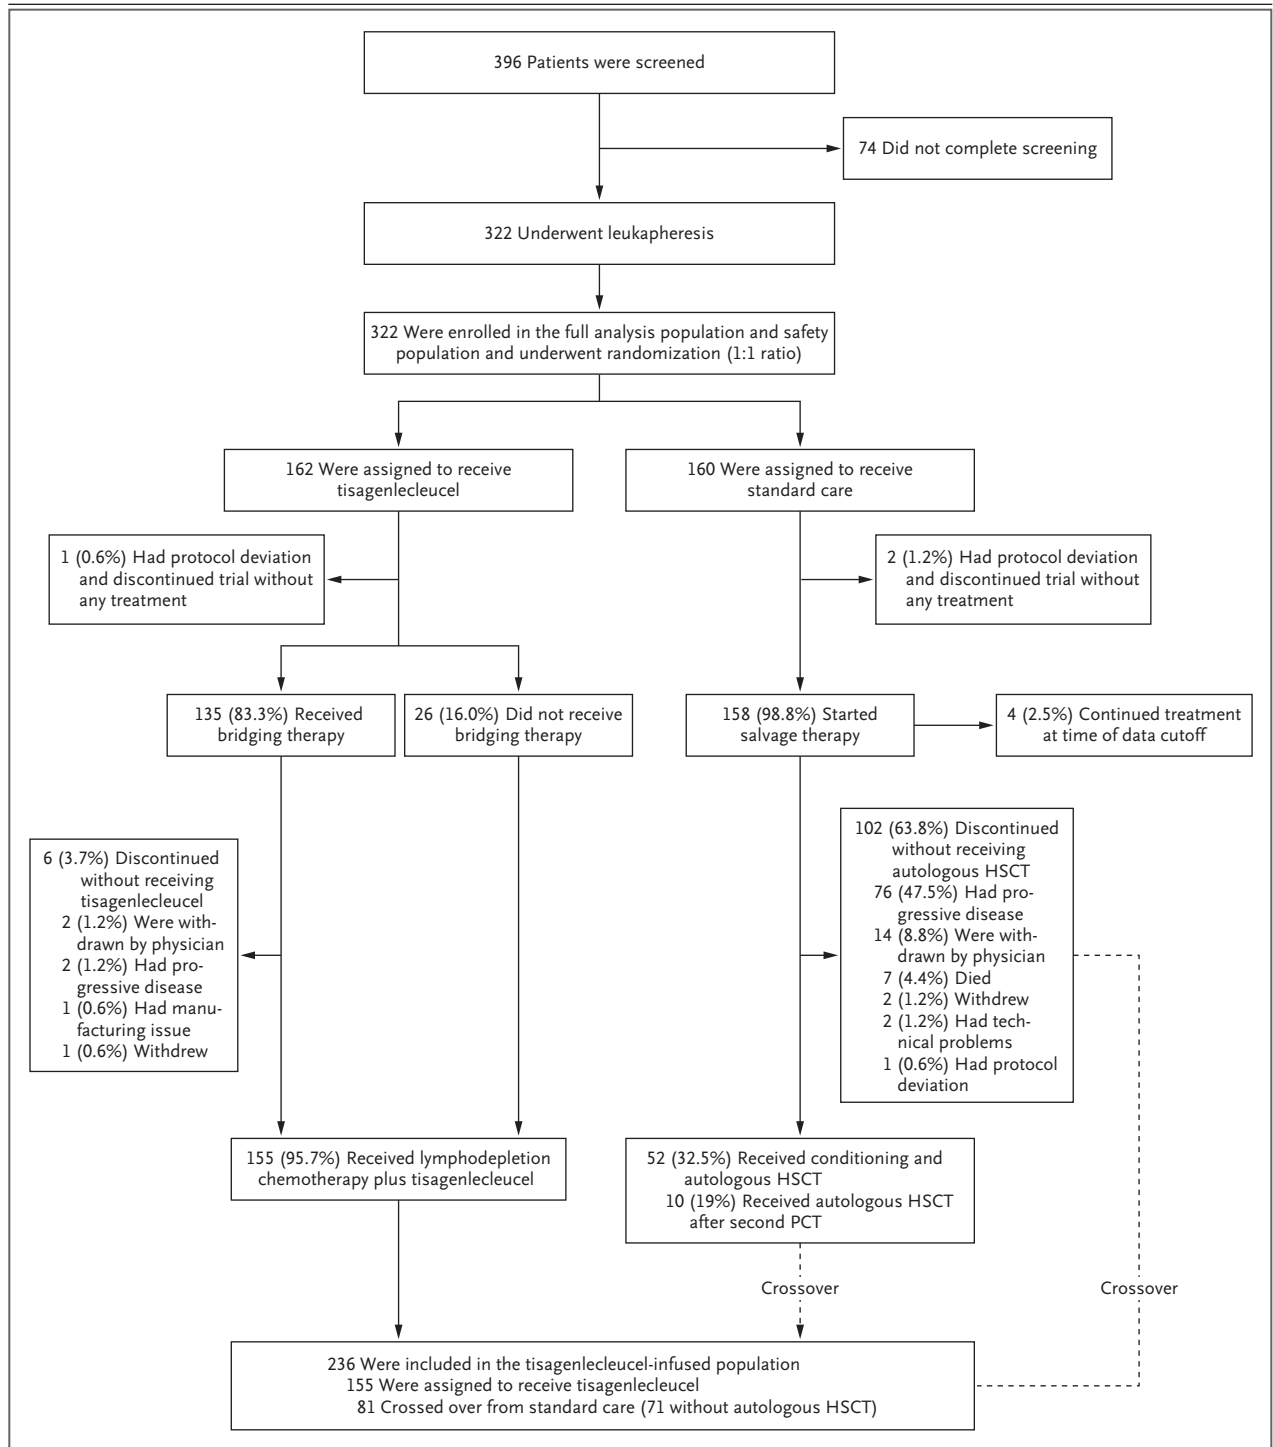 396 Patients were screened
74 Did not complete screening
322 Underwent leukapheresis
322 Were enrolled in the full analysis population and safety
population and underwent randomization (1:1 ratio)
162 Were assigned to receive
tisagenlecleucel
160 Were assigned to receive
standard care
1 (0.6%) Had protocol deviation
and discontinued trial without
any treatment
2 (1.2%) Had protocol deviation
and discontinued trial without
any treatment
135 (83.3%) Received
bridging therapy
26 (16.0%) Did not receive
bridging therapy
158 (98.8%) Started
salvage therapy
4 (2.5%) Continued treatment
at time of data cutoff
6 (3.7%) Discontinued
without receiving
tisagenlecleucel
2 (1.2%) Were with-
drawn by physician
2 (1.2%) Had pro-
gressive disease
1 (0.6%) Had manu-
facturing issue
1 (0.6%) Withdrew
102 (63.8%) Discontinued
without receiving
autologous HSCT
76 (47.5%) Had pro-
gressive disease
14 (8.8%) Were with-
drawn by physician
7 (4.4%) Died
2 (1.2%) Withdrew
2 (1.2%) Had tech-
nical problems
1 (0.6%) Had protocol
deviation
155 (95.7%) Received lymphodepletion
chemotherapy plus tisagenlecleucel
52 (32.5%) Received conditioning and
autologous HSCT
10 (19%) Received autologous HSCT
after second PCT
Crossover
Crossover
236 Were included in the tisagenlecleucel-infused population
155 Were assigned to receive tisagenlecleucel
81 Crossed over from standard care (71 without autologous HSCT)